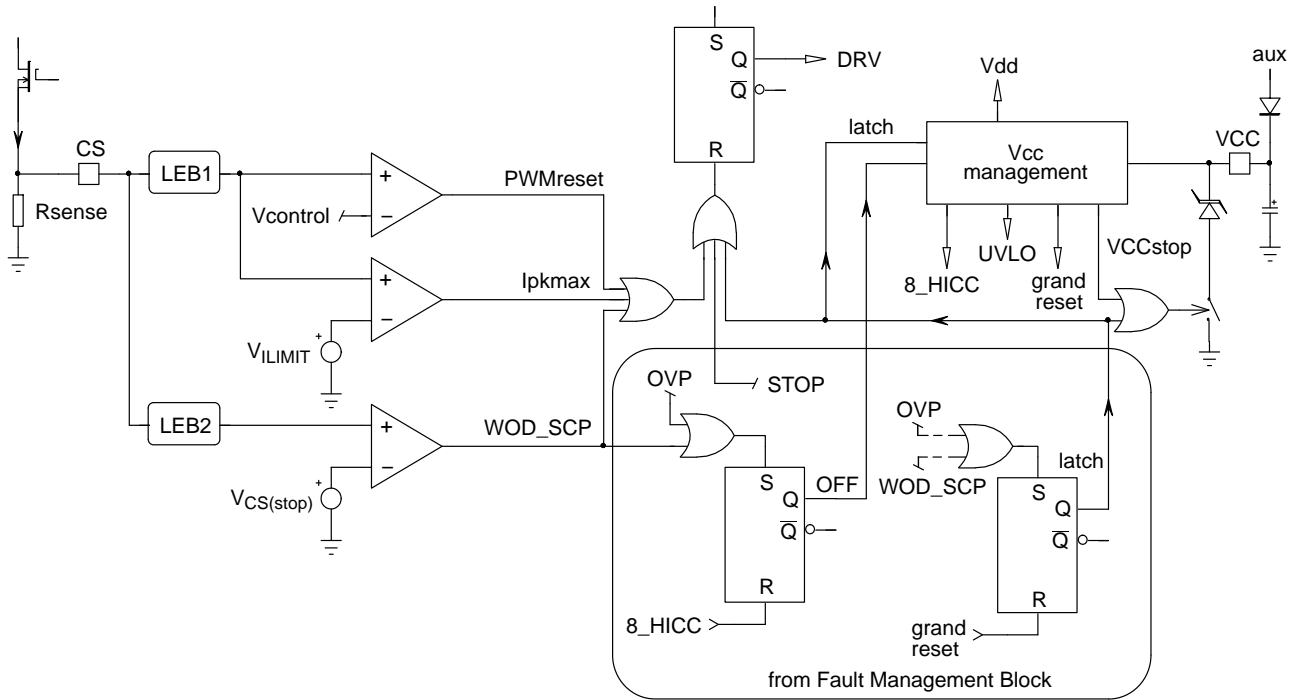 S
Q
Q
R
DRV
aux
Vdd
latch
VCC
Vcc
management
CS
LEB1
Rsense
+
−
PWMreset
Vcontrol
8_HICC
UVLO
grand
reset
VCCstop
+
−
Ipkmax
+
VILIMIT
LEB2
+
−
WOD_SCP
+
VCS(stop)
OVP
STOP
S
Q
Q
R
OFF
8_HICC
OVP
WOD_SCP
latch
S
Q
Q
R
grand
reset
+
from Fault Management Block